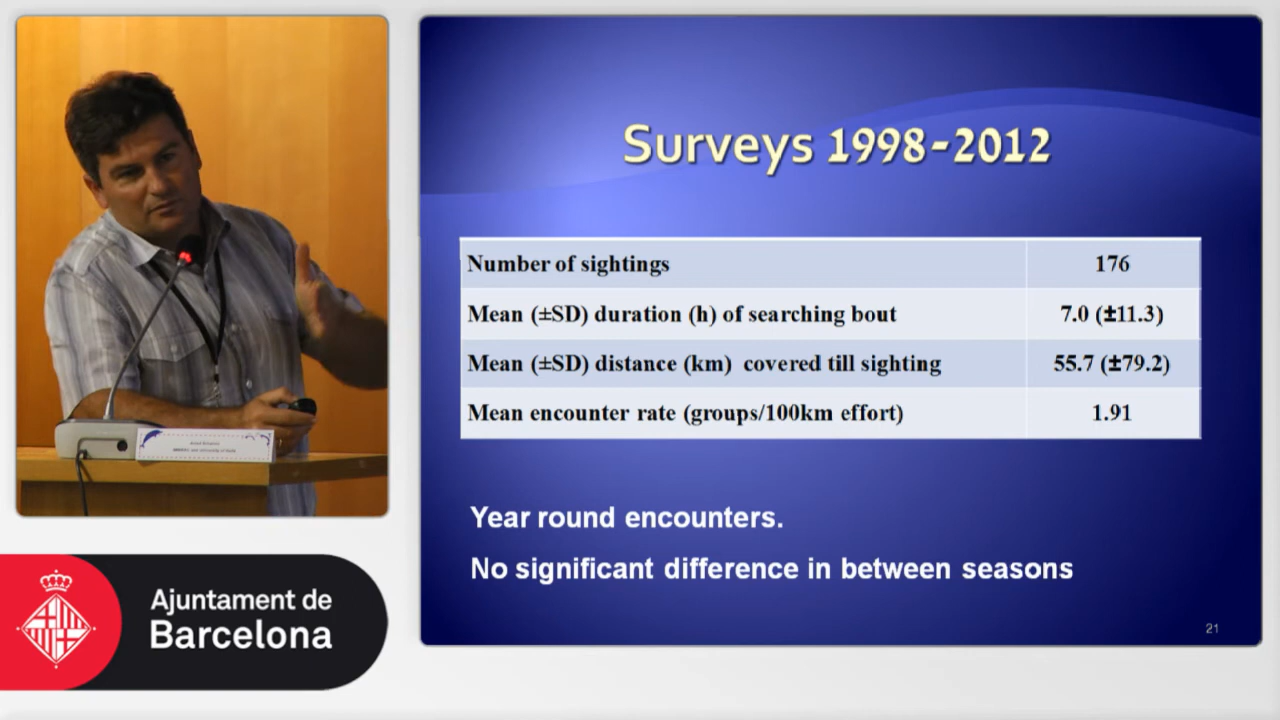 Surveys 1998-2012
Number of sightings 176
Mean (±SD) duration (h) of searching bout 7.0 (±11.3)
Mean (±SD) distance (km) covered till sighting 55.7 (±79.2)
Mean encounter rate (groups/100km effort) 1.91
Year round encounters.
No significant difference in between seasons
21
Ajuntament de
Barcelona